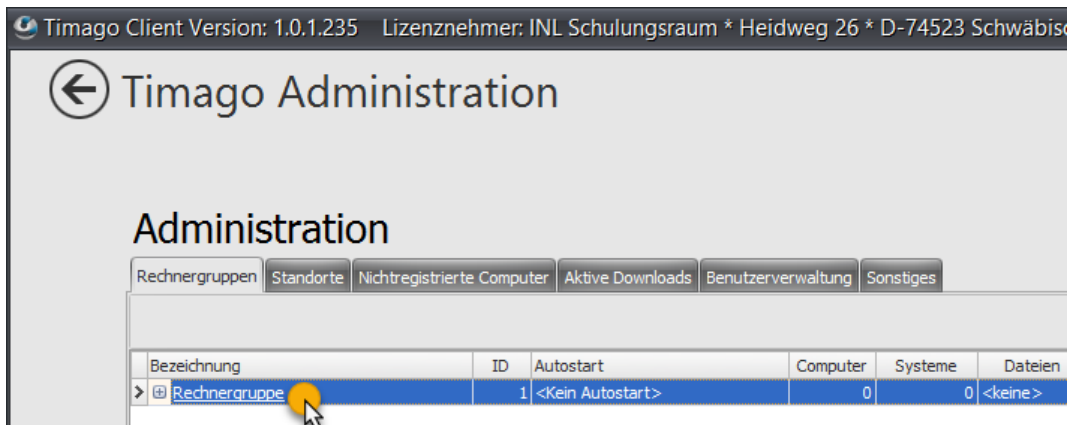 Timago Client Version: 1.0.1.235 Lizenznehmer: INL Schulungsraum * Heidweg 26 * D-74523
Timago Administration
Administration
Rechnergruppen Standorte Nichtregistrierte Computer Aktive Downloads Benutzerverwaltung Sonstiges
Bezeichnung ID Autostart Computer Systeme Dateien
Rechnergruppe 1 <Kein Autostart> 0 0 <keine>